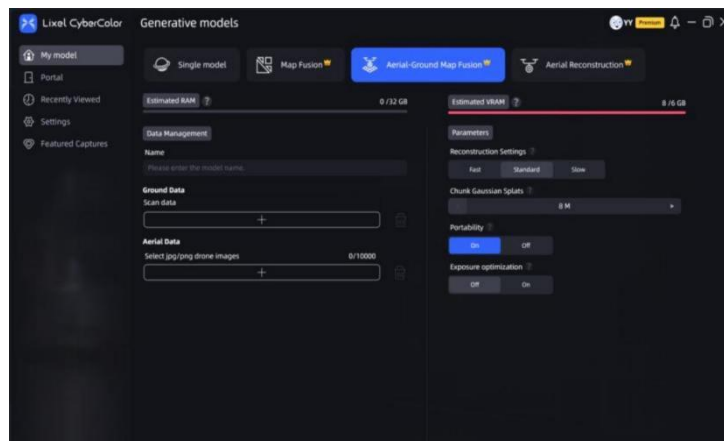 Lixel CyberColor
Generative models
YY Premium
My model
Portal
Recently Viewed
Settings
Featured Captures
Single model
Map Fusion
Aerial-Ground Map Fusion
Aerial Reconstruction
Estimated RAM ?
0 /32 GB
Estimated VRAM ?
8 /6 GB
Data Management
Name
Please enter the model name.
Ground Data
Scan data
+
Aerial Data
Select jpg/png drone images
0/10000
+
Parameters
Reconstruction Settings ?
Fast Standard Slow
Chunk Gaussian Splats ?
8 M
Portability ?
On Off
Exposure optimization ?
Off On